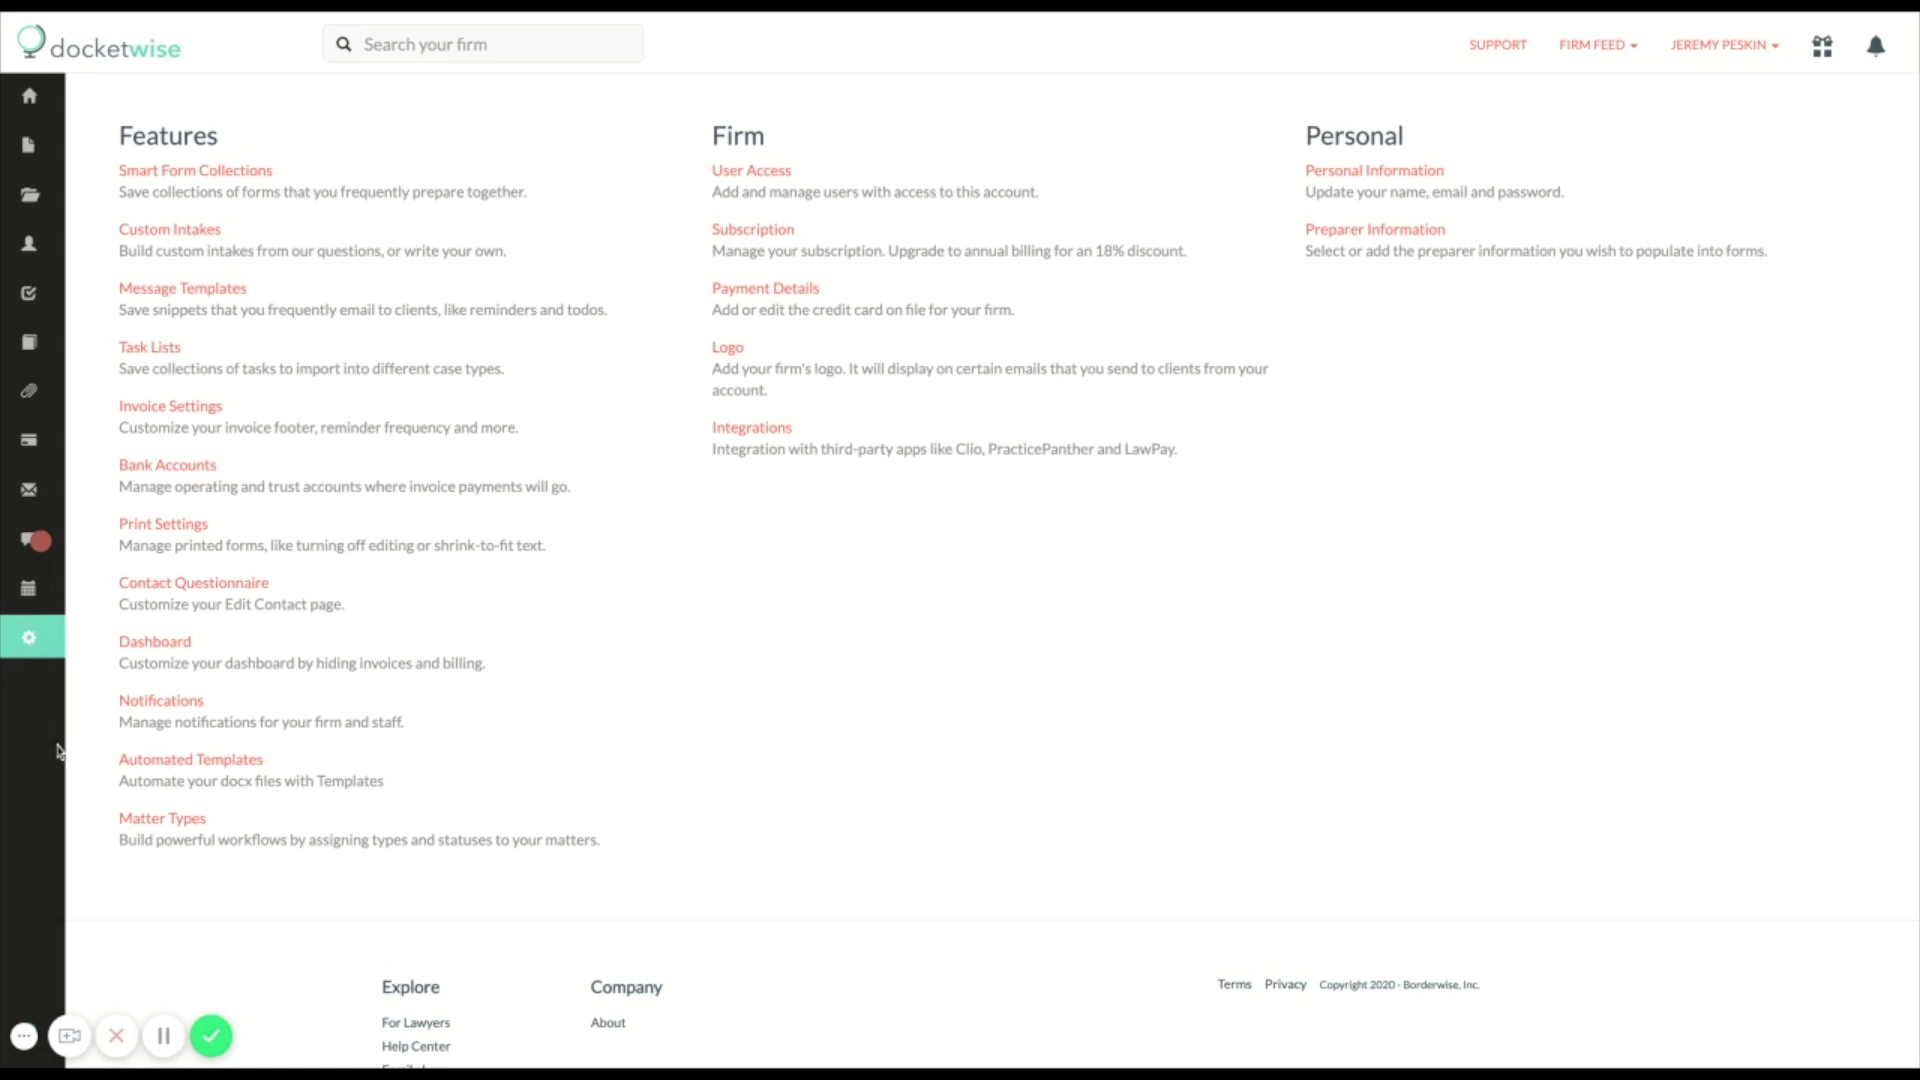 docketwise
Search your firm
SUPPORT
FIRM FEED
JEREMY PESKIN
Features
Smart Form Collections
Save collections of forms that you frequently prepare together.
Custom Intakes
Build custom intakes from our questions, or write your own.
Message Templates
Save snippets that you frequently email to clients, like reminders and todos.
Task Lists
Save collections of tasks to import into different case types.
Invoice Settings
Customize your invoice footer, reminder frequency and more.
Bank Accounts
Manage operating and trust accounts where invoice payments will go.
Print Settings
Manage printed forms, like turning off editing or shrink-to-fit text.
Contact Questionnaire
Customize your Edit Contact page.
Dashboard
Customize your dashboard by hiding invoices and billing.
Notifications
Manage notifications for your firm and staff.
Automated Templates
Automate your docx files with Templates
Matter Types
Build powerful workflows by assigning types and statuses to your matters.
Firm
User Access
Add and manage users with access to this account.
Subscription
Manage your subscription. Upgrade to annual billing for an 18% discount.
Payment Details
Add or edit the credit card on file for your firm.
Logo
Add your firm's logo. It will display on certain emails that you send to clients from your
account.
Integrations
Integration with third-party apps like Clio, PracticePanther and LawPay.
Personal
Personal Information
Update your name, email and password.
Preparer Information
Select or add the preparer information you wish to populate into forms.
Explore
For Lawyers
Help Center
Company
About
Terms Privacy Copyright 2020 - Borderwise, Inc.